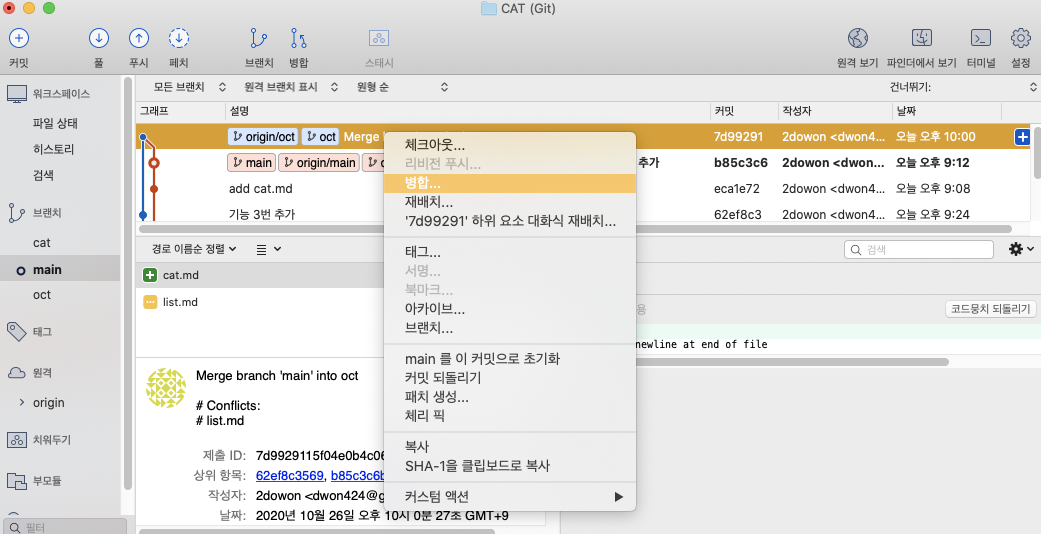 CAT (Git)
커밋
풀
푸시
페치
브랜치
병합
스태시
원격 보기
파인더에서 보기
터미널
설정
워크스페이스
파일 상태
히스토리
검색
브랜치
cat
main
oct
태그
원격
origin
치워두기
부모듈
필터
모든 브랜치 원격 브랜치 표시 원형 순 건너뛰기:
그래프 설명 커밋 작성자 날짜
origin/oct oct Merge 7d99291 2dowon <dwon4... 오늘 오후 10:00
main origin/main 추가 b85c3c6 2dowon <dwon... 오늘 오후 9:12
add cat.md eca1e72 2dowon <dwon4... 오늘 오후 9:08
기능 3번 추가 62ef8c3 2dowon <dwon4... 오늘 오후 9:24
경로 이름순 정렬
검색
cat.md
list.md
코드뭉치 되돌리기
newline at end of file
Merge branch 'main' into oct
# Conflicts:
# list.md
제출 ID: 7d9929115f04e0b4c06
상위 항목: 62ef8c3569, b85c3c6b
작성자: 2dowon <dwon424@g
날짜: 2020년 10월 26일 오후 10시 0분 27초 GMT+9
체크아웃...
리비전 푸시...
병합...
재배치...
'7d99291' 하위 요소 대화식 재배치...
태그...
서명...
북마크...
아카이브...
브랜치...
main 를 이 커밋으로 초기화
커밋 되돌리기
패치 생성...
체리 픽
복사
SHA-1을 클립보드로 복사
커스텀 액션